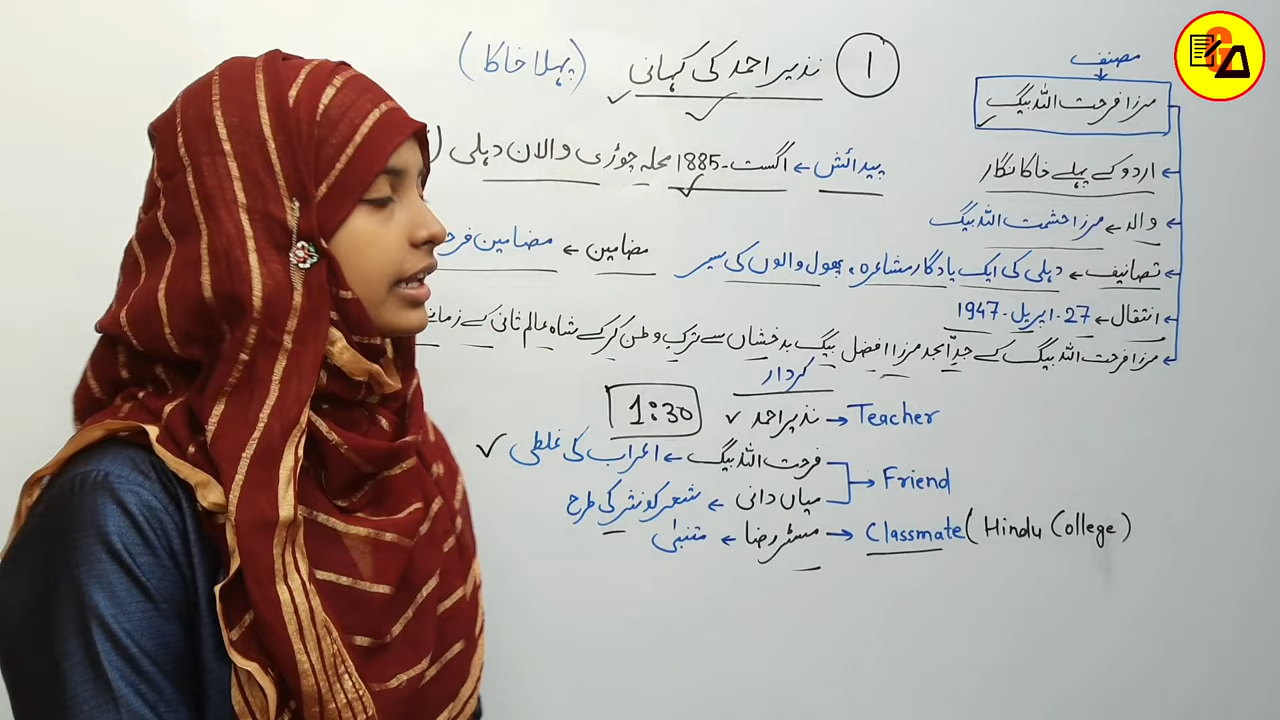 مصنف
مرزا فرحت اللہ بیگ
۱ نذیر احمد کی کہانی (پہلا خاکا)
اردو کے پہلے خاکا نگار
پیدائش ← اگست-1885 محلہ چوڑی والان دہلی
والد ← مرزا حشمت اللہ بیگ
مضامین ← مضامین
تصانیف ← دہلی کی ایک یادگار مشاعرہ، پھول والوں کی سیر
انتقال ← 27-اپریل-1947
مرزا فرحت اللہ بیگ کے جدِّ امجد مرزا افضل بیگ بدخشاں سے ترکِ وطن کر کے شاہ عالم ثانی کے
کردار
1:30
نذیر احمد → Teacher
فرحت اللہ بیگ ← اعراب کی غلطی
→ Friend
میاں دانی ← شعر کو نثر کی طرح
مسٹر رضا → Classmate (Hindu College)
← متنبیٰ